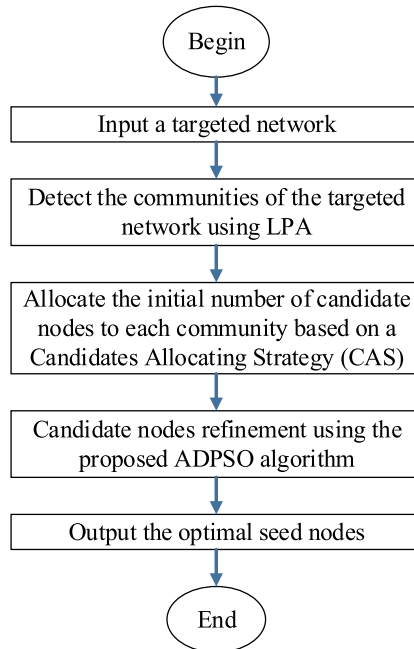 Begin
Input a targeted network
Detect the communities of the targeted
network using LPA
Allocate the initial number of candidate
nodes to each community based on a
Candidates Allocating Strategy (CAS)
Candidate nodes refinement using the
proposed ADPSO algorithm
Output the optimal seed nodes
End